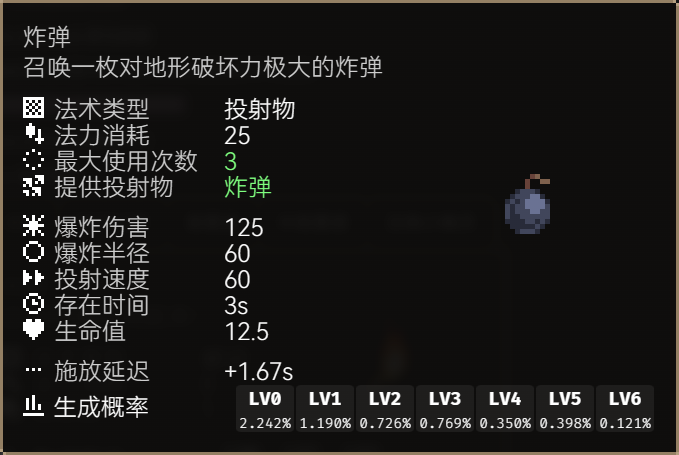 炸弹
召唤一枚对地形破坏力极大的炸弹
法术类型 投射物
法力消耗 25
最大使用次数 3
提供投射物 炸弹
爆炸伤害 125
爆炸半径 60
投射速度 60
存在时间 3s
生命值 12.5
施放延迟 +1.67s
生成概率 LV0 LV1 LV2 LV3 LV4 LV5 LV6
2.242% 1.190% 0.726% 0.769% 0.350% 0.398% 0.121%